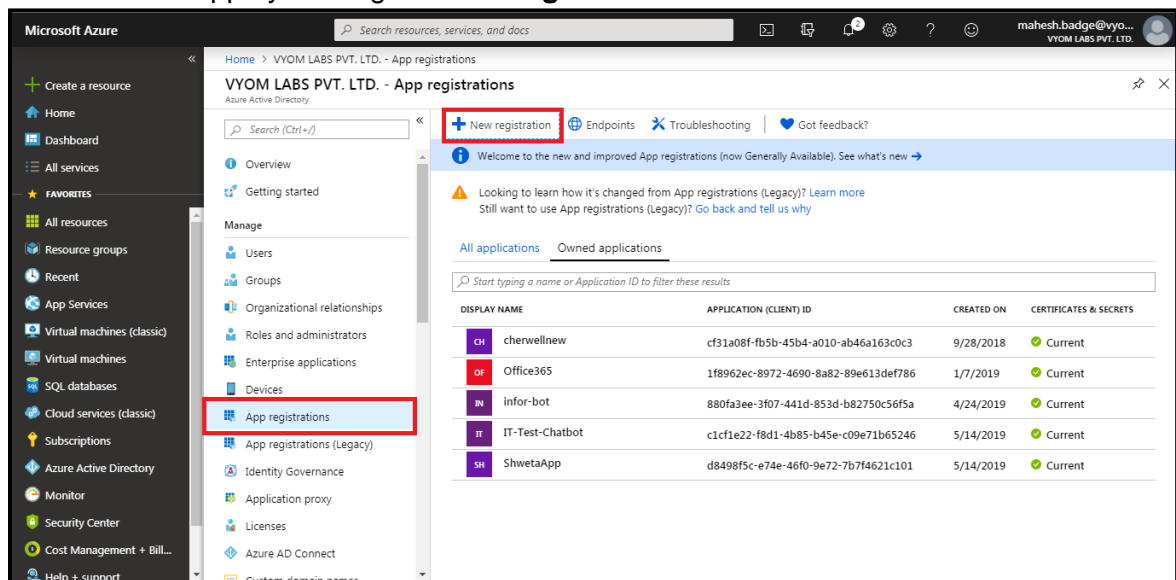 Microsoft Azure
Search resources, services, and docs
2
mahesh.badge@vyo...
VYOM LABS PVT. LTD.
Create a resource
Home
Dashboard
All services
FAVORITES
All resources
Resource groups
Recent
App Services
Virtual machines (classic)
Virtual machines
SQL databases
Cloud services (classic)
Subscriptions
Azure Active Directory
Monitor
Security Center
Cost Management + Bill...
Help + support
Home > VYOM LABS PVT. LTD. - App registrations
VYOM LABS PVT. LTD. - App registrations
Azure Active Directory
Search (Ctrl+/)
Overview
Getting started
Manage
Users
Groups
Organizational relationships
Roles and administrators
Enterprise applications
Devices
App registrations
App registrations (Legacy)
Identity Governance
Application proxy
Licenses
Azure AD Connect
Custom domain names
New registration Endpoints Troubleshooting Got feedback?
Welcome to the new and improved App registrations (now Generally Available). See what's new →
Looking to learn how it's changed from App registrations (Legacy)? Learn more
Still want to use App registrations (Legacy)? Go back and tell us why
All applications Owned applications
Start typing a name or Application ID to filter these results
DISPLAY NAME APPLICATION (CLIENT) ID CREATED ON CERTIFICATES & SECRETS
CH cherwellnew cf31a08f-fb5b-45b4-a010-ab46a163c0c3 9/28/2018 Current
OF Office365 1f8962ec-8972-4690-8a82-89e613def786 1/7/2019 Current
IN infor-bot 880fa3ee-3f07-441d-853d-b82750c56f5a 4/24/2019 Current
IT IT-Test-Chatbot c1cf1e22-f8d1-4b85-b45e-c09e71b65246 5/14/2019 Current
SH ShwetaApp d8498f5c-e74e-46f0-9e72-7b7f4621c101 5/14/2019 Current